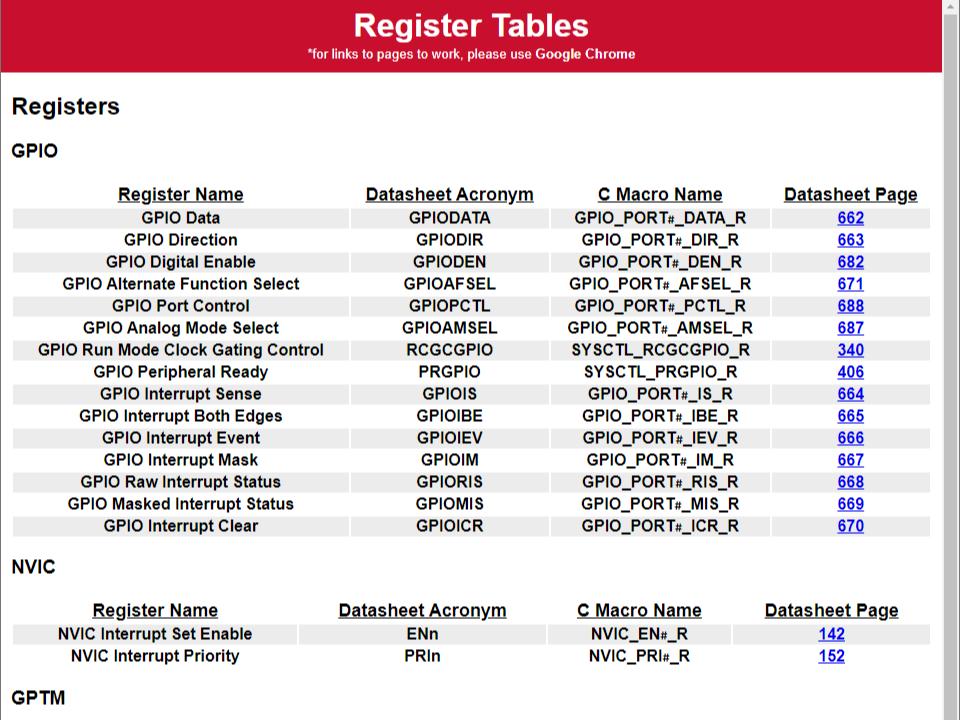 Register Tables
*for links to pages to work, please use Google Chrome
Registers
GPIO
Register Name Datasheet Acronym C Macro Name Datasheet Page
GPIO Data GPIODATA GPIO_PORT#_DATA_R 662
GPIO Direction GPIODIR GPIO_PORT#_DIR_R 663
GPIO Digital Enable GPIODEN GPIO_PORT#_DEN_R 682
GPIO Alternate Function Select GPIOAFSEL GPIO_PORT#_AFSEL_R 671
GPIO Port Control GPIOPCTL GPIO_PORT#_PCTL_R 688
GPIO Analog Mode Select GPIOAMSEL GPIO_PORT#_AMSEL_R 687
GPIO Run Mode Clock Gating Control RCGCGPIO SYSCTL_RCGCGPIO_R 340
GPIO Peripheral Ready PRGPIO SYSCTL_PRGPIO_R 406
GPIO Interrupt Sense GPIOIS GPIO_PORT#_IS_R 664
GPIO Interrupt Both Edges GPIOIBE GPIO_PORT#_IBE_R 665
GPIO Interrupt Event GPIOIEV GPIO_PORT#_IEV_R 666
GPIO Interrupt Mask GPIOIM GPIO_PORT#_IM_R 667
GPIO Raw Interrupt Status GPIORIS GPIO_PORT#_RIS_R 668
GPIO Masked Interrupt Status GPIOMIS GPIO_PORT#_MIS_R 669
GPIO Interrupt Clear GPIOICR GPIO_PORT#_ICR_R 670
NVIC
Register Name Datasheet Acronym C Macro Name Datasheet Page
NVIC Interrupt Set Enable ENn NVIC_EN#_R 142
NVIC Interrupt Priority PRIn NVIC_PRI#_R 152
GPTM